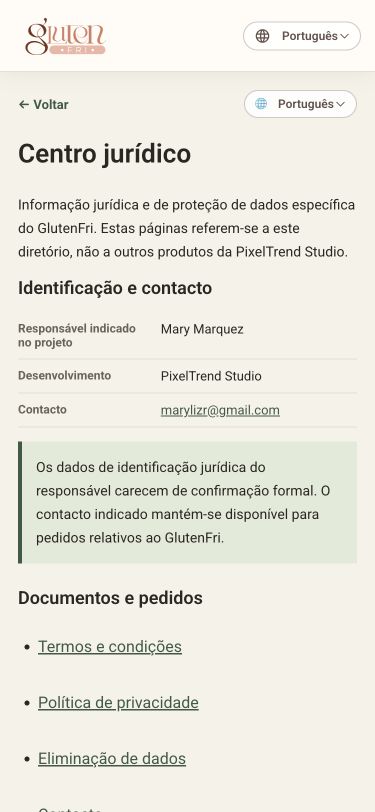 gluten
FRI
Português
← Voltar
Português
Centro jurídico
Informação jurídica e de proteção de dados específica
do GlutenFri. Estas páginas referem-se a este
diretório, não a outros produtos da PixelTrend Studio.
Identificação e contacto
Responsável indicado
no projeto
Mary Marquez
Desenvolvimento
PixelTrend Studio
Contacto
marylizr@gmail.com
Os dados de identificação jurídica do
responsável carecem de confirmação formal. O
contacto indicado mantém-se disponível para
pedidos relativos ao GlutenFri.
Documentos e pedidos
• Termos e condições
• Política de privacidade
• Eliminação de dados